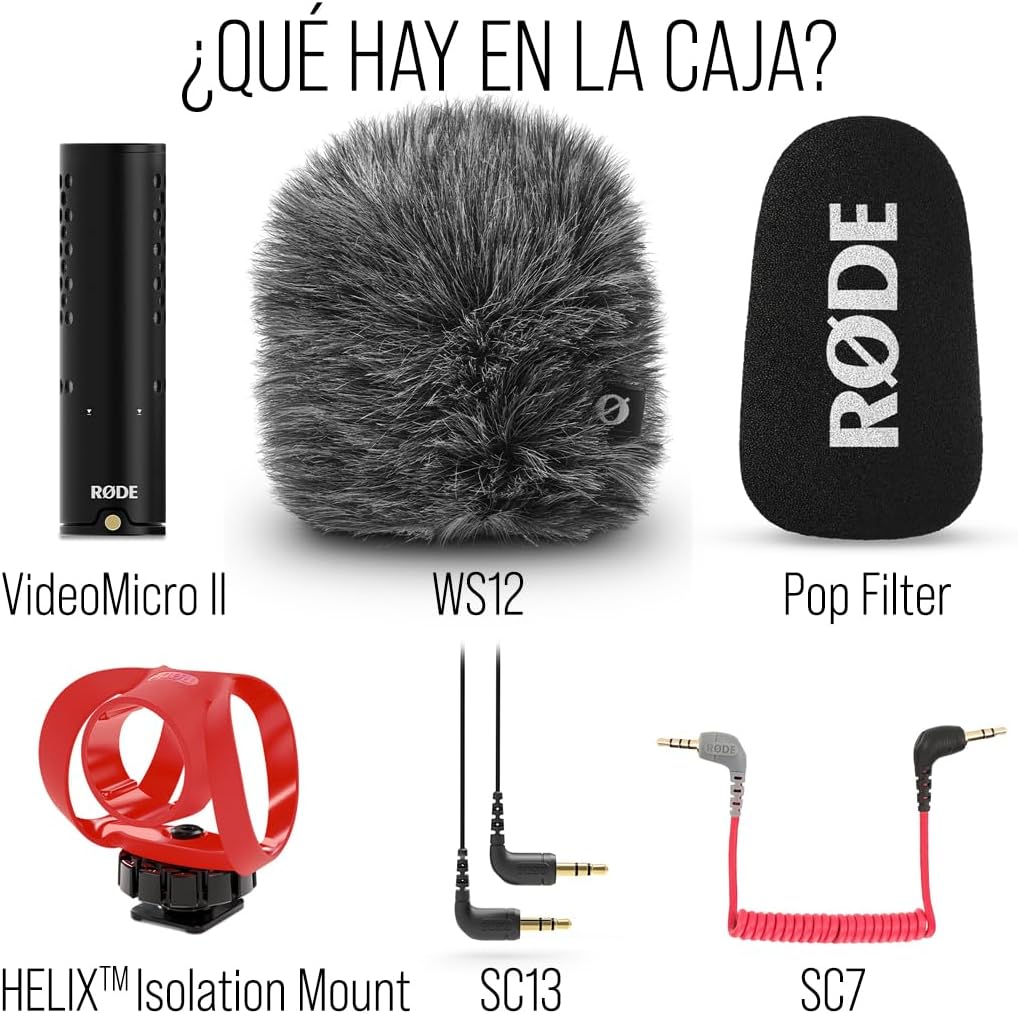 ¿QUÉ HAY EN LA CAJA?
RØDE
Ø
RØDE
VideoMicro II
WS12
Pop Filter
RØDE
HELIX™ Isolation Mount
SC13
SC7